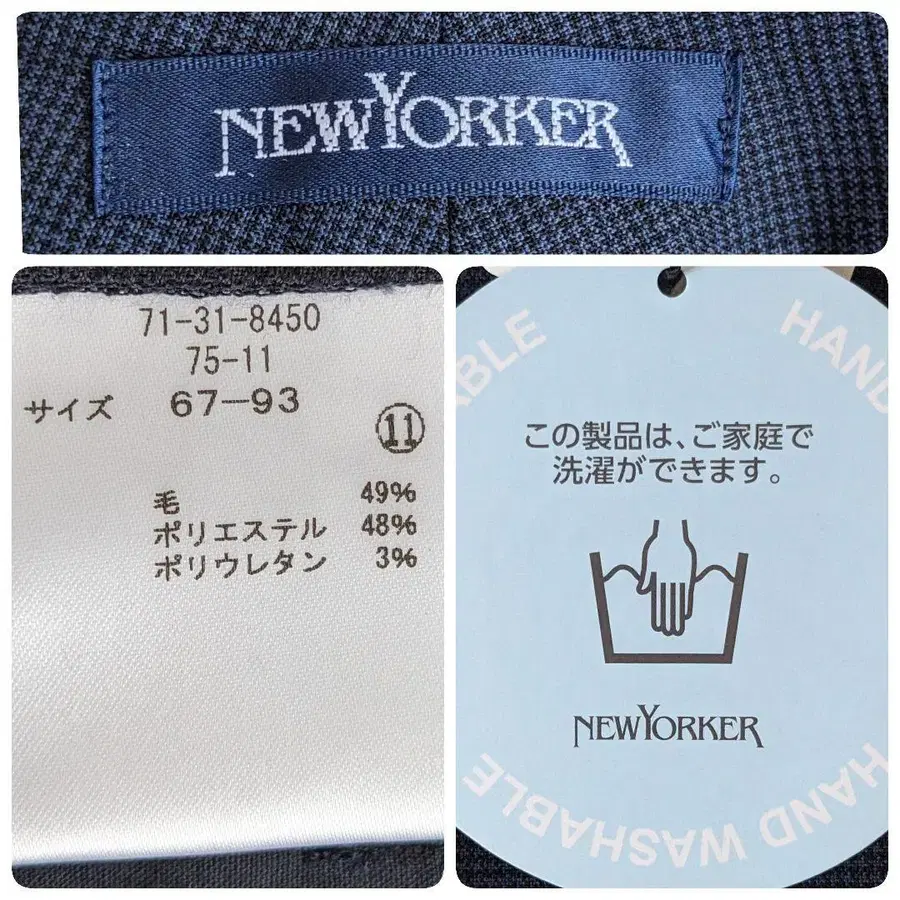 NEWYORKER
71-31-8450
75-11
サイズ 67-93
⑪
毛 49%
ポリエステル 48%
ポリウレタン 3%
ABLE
HAND
この製品は、ご家庭で
洗濯ができます。
NEWYORKER
HAND WASHABLE